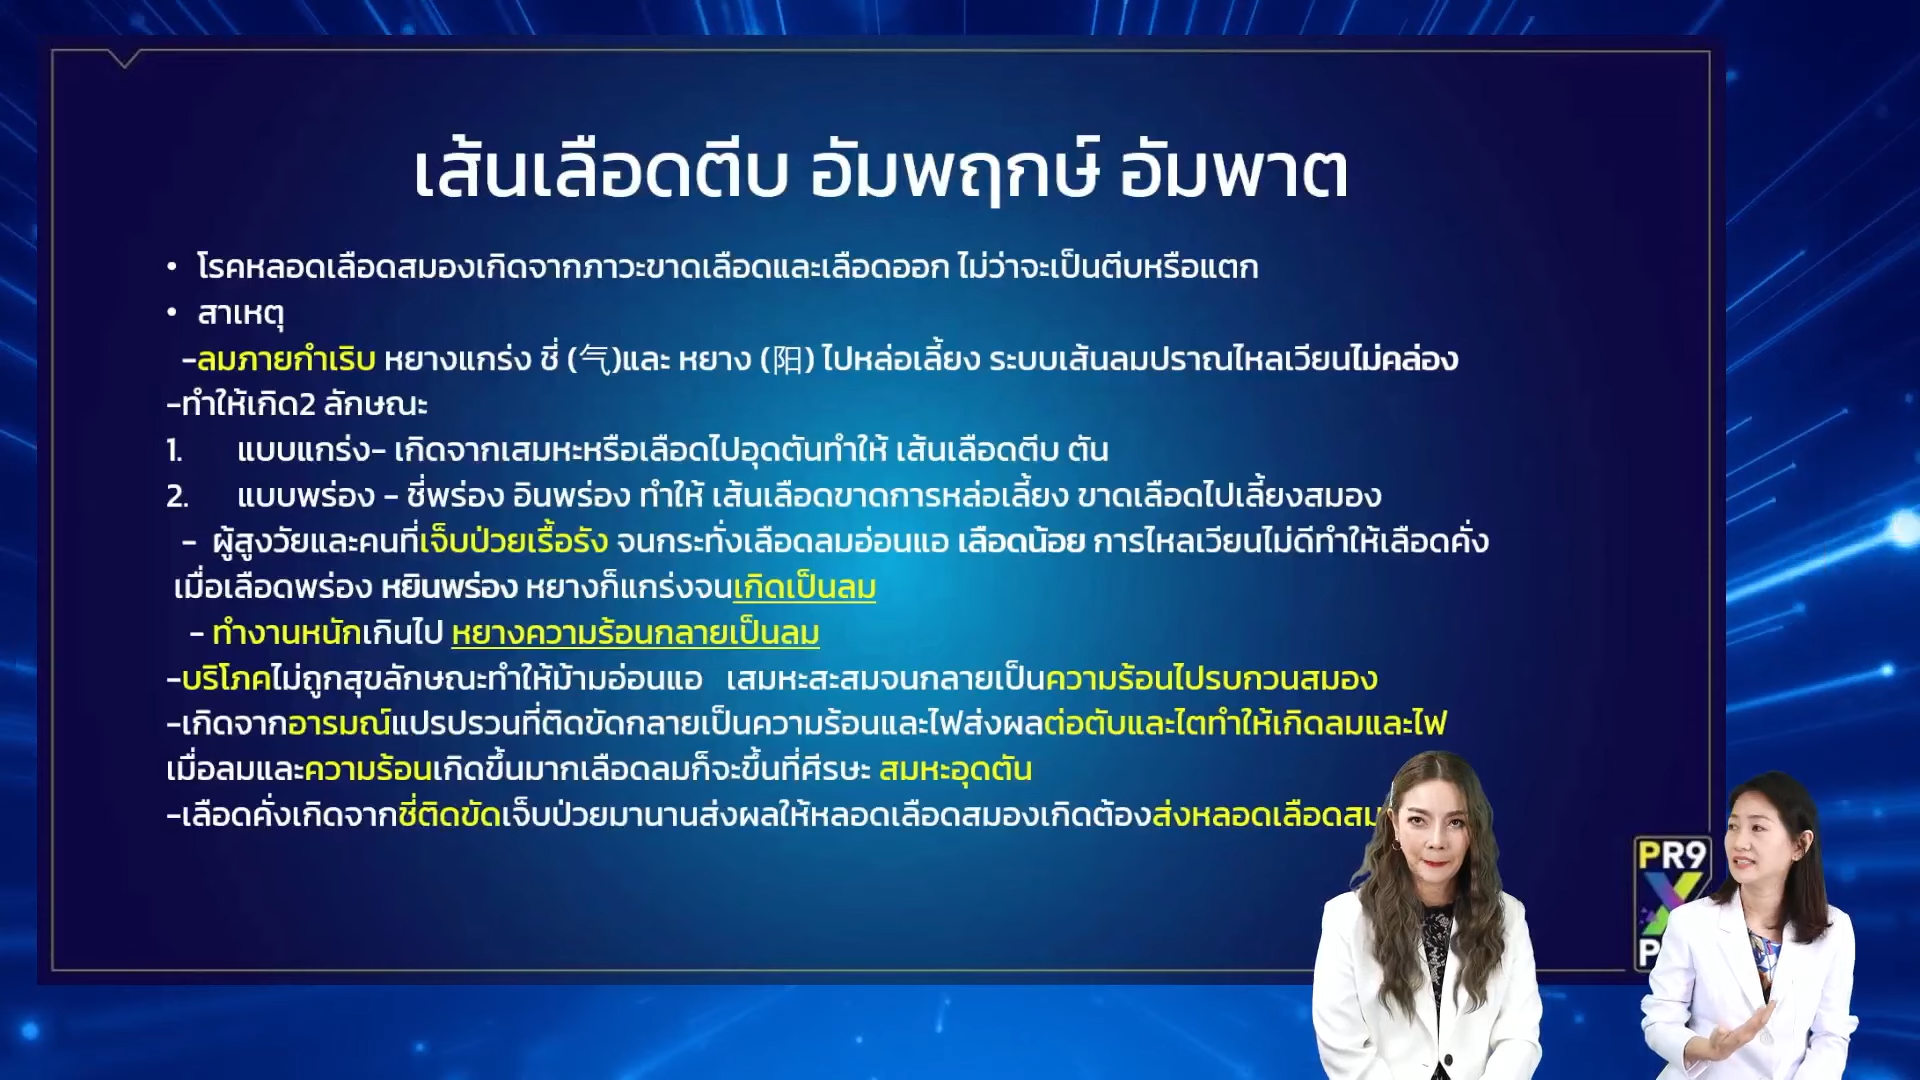 เส้นเลือดตีบ อัมพฤกษ์ อัมพาต
• โรคหลอดเลือดสมองเกิดจากภาวะขาดเลือดและเลือดออก ไม่ว่าจะเป็นตีบหรือแตก
• สาเหตุ
-ลมภายกำเริบ หยางแกร่ง ชี่ (气)และ หยาง (阳) ไปหล่อเลี้ยง ระบบเส้นลมปราณไหลเวียนไม่คล่อง
-ทำให้เกิด2 ลักษณะ
1. แบบแกร่ง- เกิดจากเสมหะหรือเลือดไปอุดตันทำให้ เส้นเลือดตีบ ตัน
2. แบบพร่อง - ชี่พร่อง อินพร่อง ทำให้ เส้นเลือดขาดการหล่อเลี้ยง ขาดเลือดไปเลี้ยงสมอง
- ผู้สูงวัยและคนที่เจ็บป่วยเรื้อรัง จนกระทั่งเลือดลมอ่อนแอ เลือดน้อย การไหลเวียนไม่ดีทำให้เลือดคั่ง
เมื่อเลือดพร่อง หยินพร่อง หยางก็แกร่งจนเกิดเป็นลม
- ทำงานหนักเกินไป หยางความร้อนกลายเป็นลม
-บริโภคไม่ถูกสุขลักษณะทำให้ม้ามอ่อนแอ เสมหะสะสมจนกลายเป็นความร้อนไปรบกวนสมอง
-เกิดจากอารมณ์แปรปรวนที่ติดขัดกลายเป็นความร้อนและไฟส่งผลต่อตับและไตทำให้เกิดลมและไฟ
เมื่อลมและความร้อนเกิดขึ้นมากเลือดลมก็จะขึ้นที่ศีรษะ สมหะอุดตัน
-เลือดคั่งเกิดจากชี่ติดขัดเจ็บป่วยมานานส่งผลให้หลอดเลือดสมองเกิดต้องส่งหลอดเลือดสม
PR9